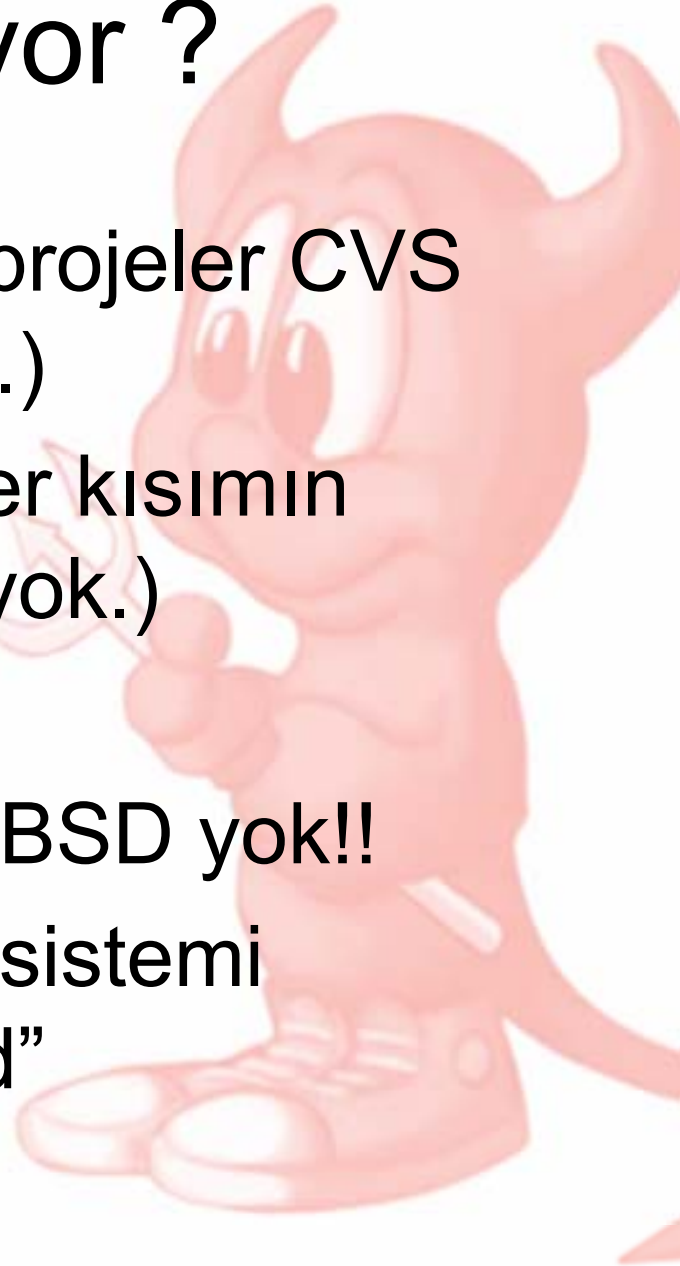 yor ?
projeler CVS
.)
er kısımın
yok.)
BSD yok!!
sistemi
d”